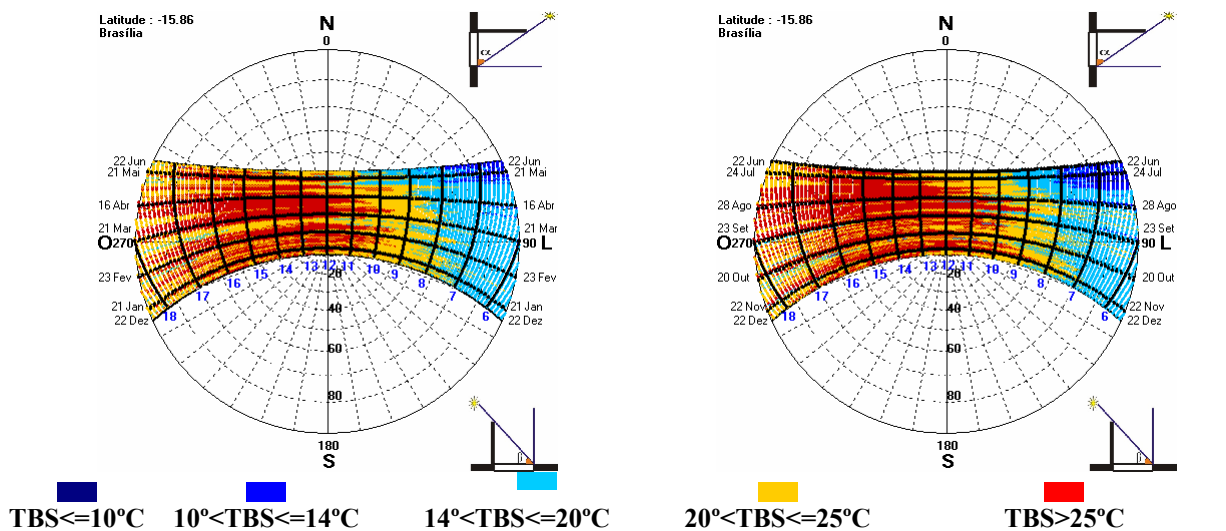 Latitude : -15.86
Brasília
N
0
α
22 Jun
21 Mai
16 Abr
21 Mar
O270
23 Fev
21 Jan
22 Dez
22 Jun
21 Mai
16 Abr
21 Mar
90 L
23 Fev
21 Jan
22 Dez
18 17 16 15 14 13 12 11 10 9 8 7 6
20
40
60
80
180
S
β
Latitude : -15.86
Brasília
N
0
α
22 Jun
24 Jul
28 Ago
23 Set
O270
20 Out
22 Nov
22 Dez
22 Jun
24 Jul
28 Ago
23 Set
90 L
20 Out
22 Nov
22 Dez
18 17 16 15 14 13 12 11 10 9 8 7 6
20
40
60
80
180
S
β
TBS<=10ºC 10º<TBS<=14ºC 14º<TBS<=20ºC 20º<TBS<=25ºC TBS>25ºC